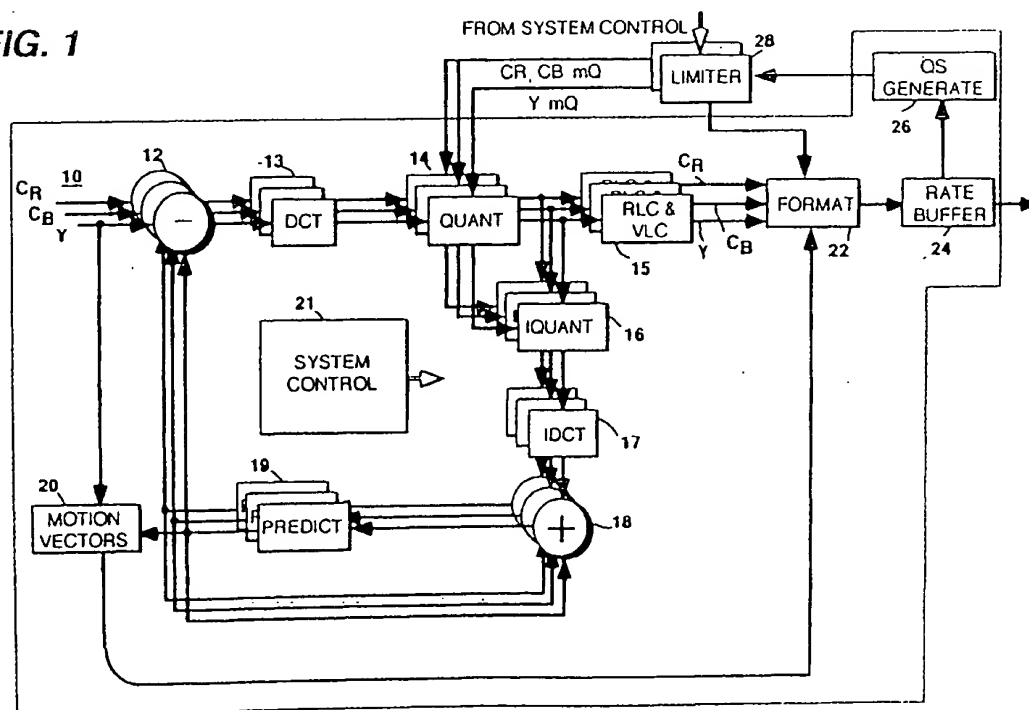 FIG. 1
FROM SYSTEM CONTROL
28
LIMITER
CR, CB mQ
Y mQ
QS
GENERATE
26
10
12
13
14
CR
CB
Y
−
DCT
QUANT
RLC &
VLC
15
CR
CB
Y
FORMAT
22
RATE
BUFFER
24
IQUANT
16
21
SYSTEM
CONTROL
IDCT
17
20
MOTION
VECTORS
19
PREDICT
+
18